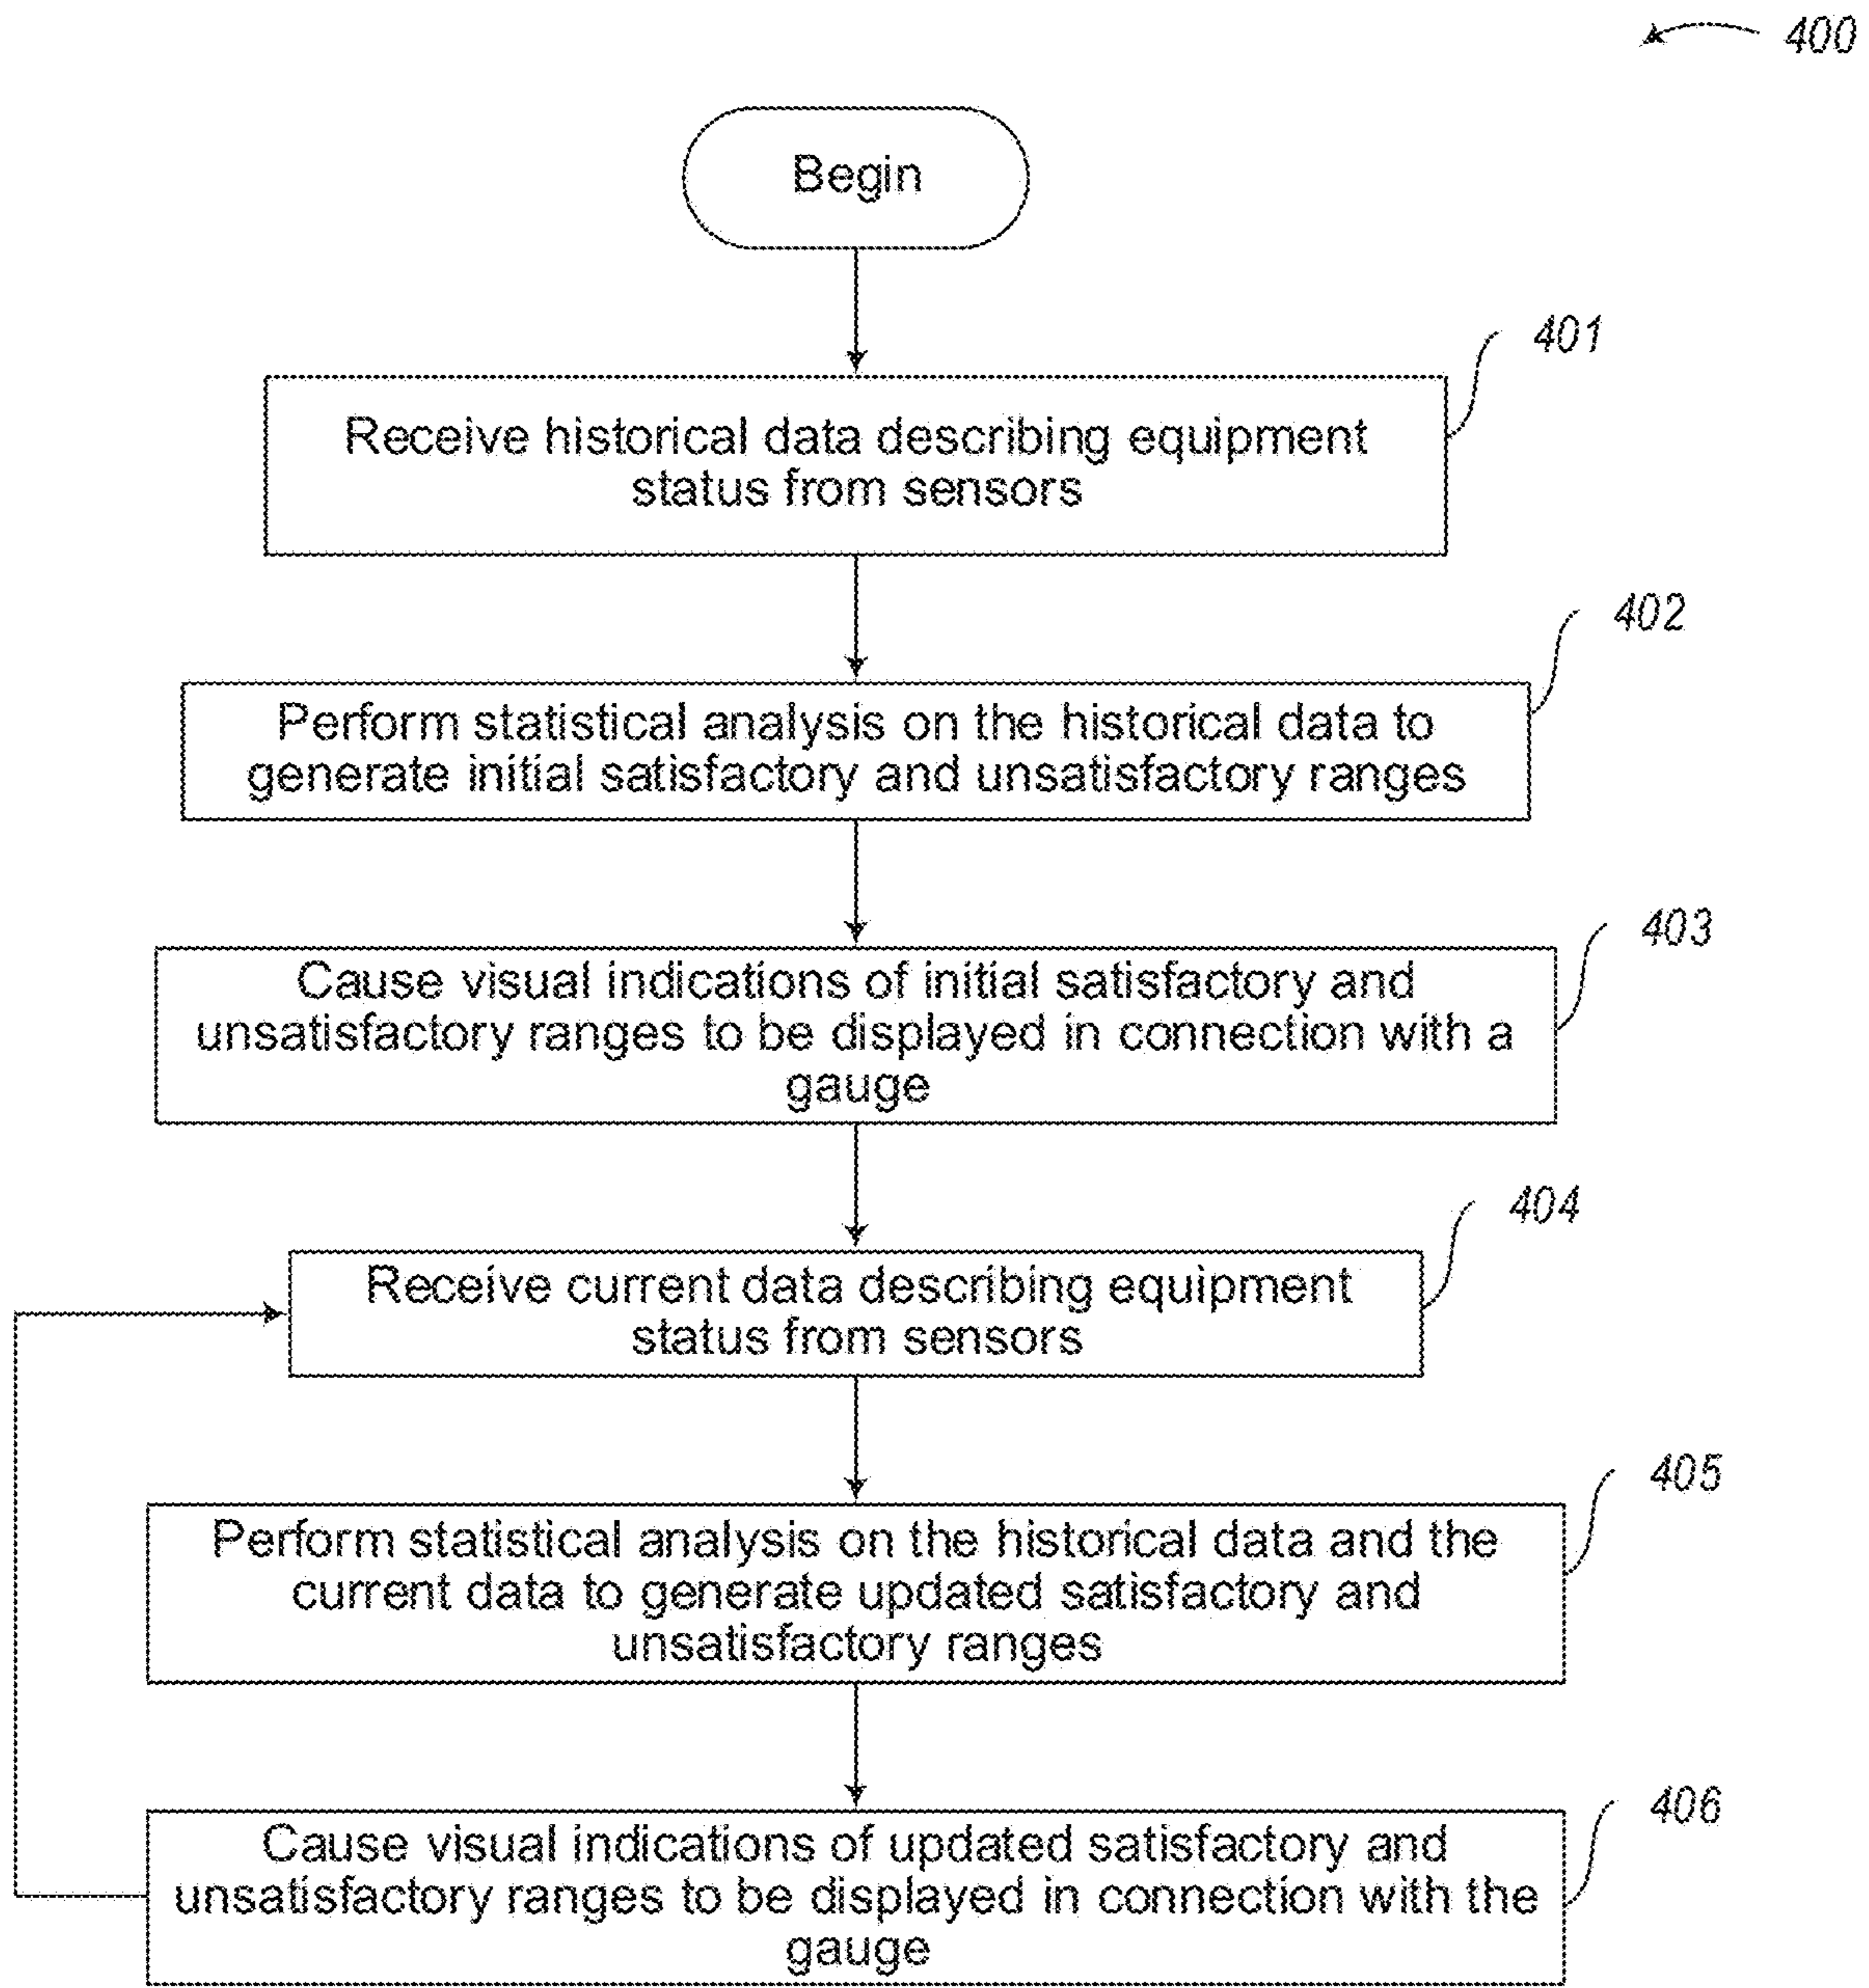 400
Begin
401
Receive historical data describing equipment
status from sensors
402
Perform statistical analysis on the historical data to
generate initial satisfactory and unsatisfactory ranges
403
Cause visual indications of initial satisfactory and
unsatisfactory ranges to be displayed in connection with a
gauge
404
Receive current data describing equipment
status from sensors
405
Perform statistical analysis on the historical data and the
current data to generate updated satisfactory and
unsatisfactory ranges
406
Cause visual indications of updated satisfactory and
unsatisfactory ranges to be displayed in connection with the
gauge